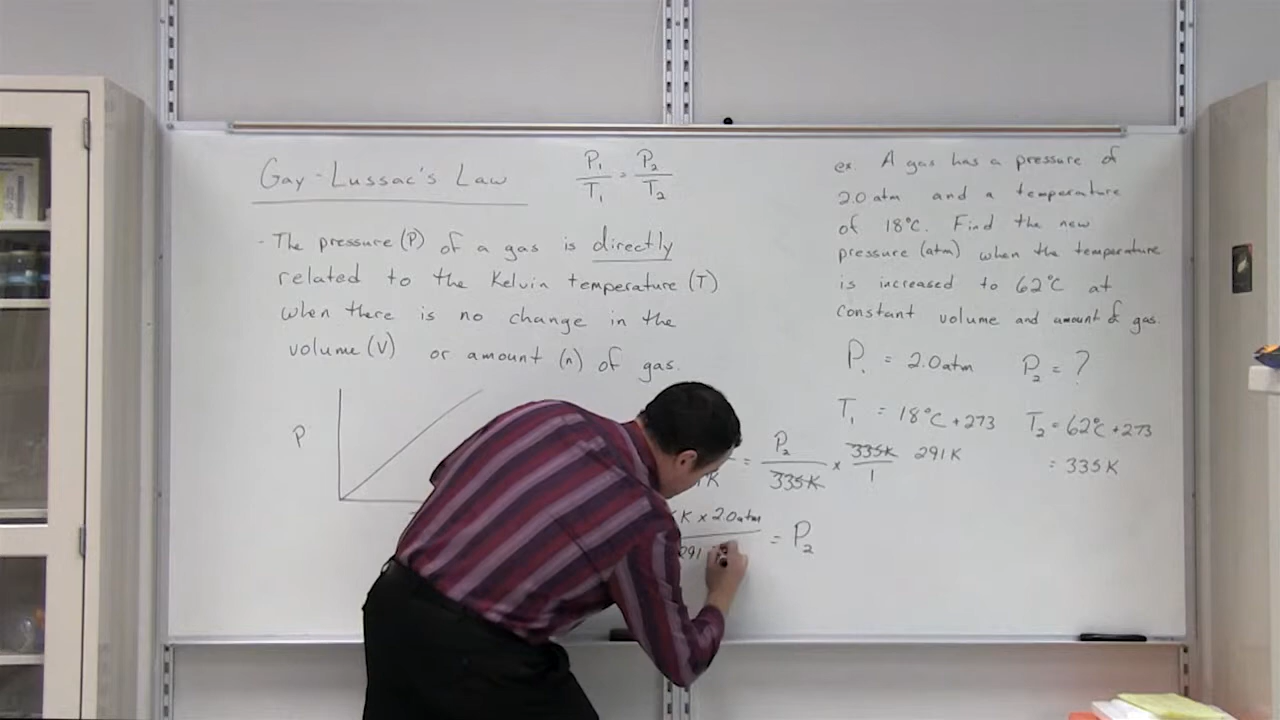 Gay-Lussac's Law
P₁/T₁ = P₂/T₂
- The pressure (P) of a gas is directly
related to the Kelvin temperature (T)
when there is no change in the
volume (V) or amount (n) of gas.
P
ex. A gas has a pressure of
2.0 atm and a temperature
of 18°C. Find the new
pressure (atm) when the temperature
is increased to 62°C at
constant volume and amount of gas.
P₁ = 2.0 atm P₂ = ?
T₁ = 18°C + 273 T₂ = 62°C + 273
291 K = 335 K
= P₂/335K × 335K/1
K × 2.0 atm
291
= P₂